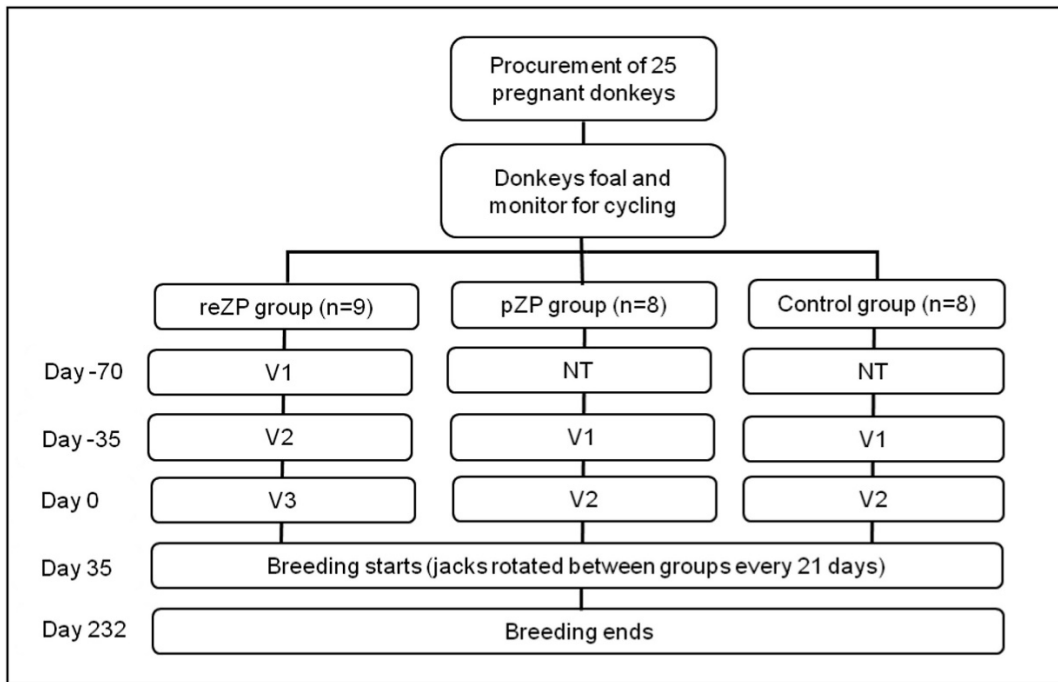 Procurement of 25
pregnant donkeys
Donkeys foal and
monitor for cycling
reZP group (n=9)
pZP group (n=8)
Control group (n=8)
Day -70
V1
NT
NT
Day -35
V2
V1
V1
Day 0
V3
V2
V2
Day 35
Breeding starts (jacks rotated between groups every 21 days)
Day 232
Breeding ends